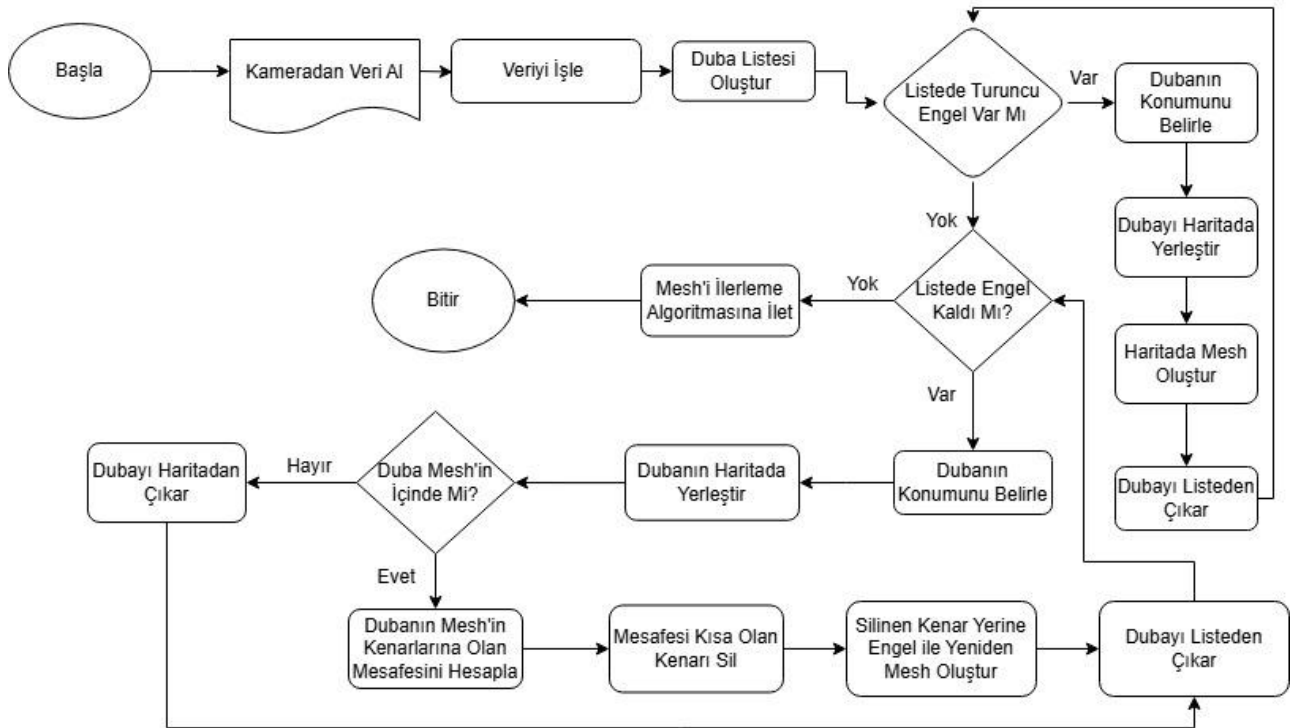 Başla
Kameradan Veri Al
Veriyi İşle
Duba Listesi
Oluştur
Listede Turuncu
Engel Var Mı
Var
Dubanın
Konumunu
Belirle
Dubayı Haritada
Yerleştir
Haritada Mesh
Oluştur
Dubayı Listeden
Çıkar
Yok
Listede Engel
Kaldı Mı?
Yok
Mesh'i İlerleme
Algoritmasına İlet
Bitir
Var
Dubanın
Konumunu Belirle
Dubanın Haritada
Yerleştir
Duba Mesh'in
İçinde Mi?
Hayır
Dubayı Haritadan
Çıkar
Evet
Dubanın Mesh'in
Kenarlarına Olan
Mesafesini Hesapla
Mesafesi Kısa Olan
Kenarı Sil
Silinen Kenar Yerine
Engel ile Yeniden
Mesh Oluştur
Dubayı Listeden
Çıkar